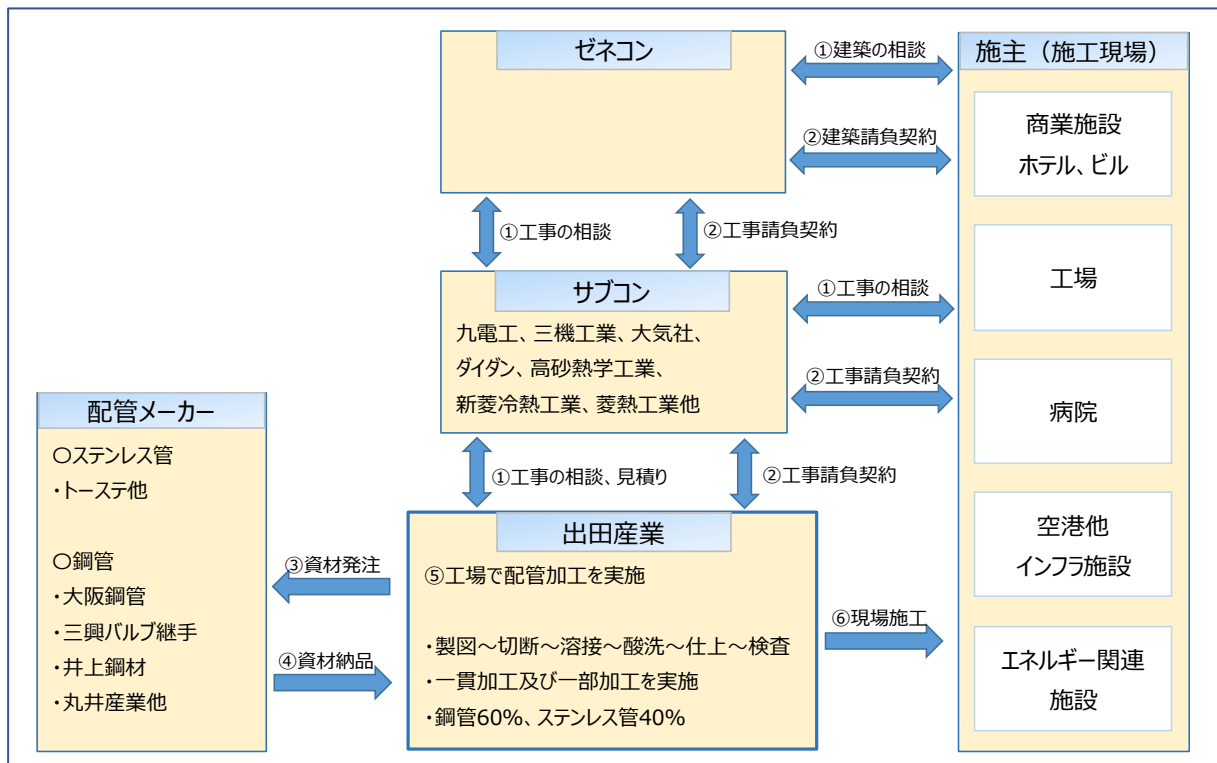 ゼネコン
①建築の相談
②建築請負契約
施主（施工現場）
商業施設
ホテル、ビル
工場
病院
空港他
インフラ施設
エネルギー関連
施設
①工事の相談
②工事請負契約
サブコン
九電工、三機工業、大気社、
ダイダン、高砂熱学工業、
新菱冷熱工業、菱熱工業他
①工事の相談
②工事請負契約
①工事の相談、見積り
②工事請負契約
配管メーカー
〇ステンレス管
・トーステ他
〇鋼管
・大阪鋼管
・三興バルブ継手
・井上鋼材
・丸井産業他
③資材発注
④資材納品
出田産業
⑤工場で配管加工を実施
・製図～切断～溶接～酸洗～仕上～検査
・一貫加工及び一部加工を実施
・鋼管60%、ステンレス管40%
⑥現場施工